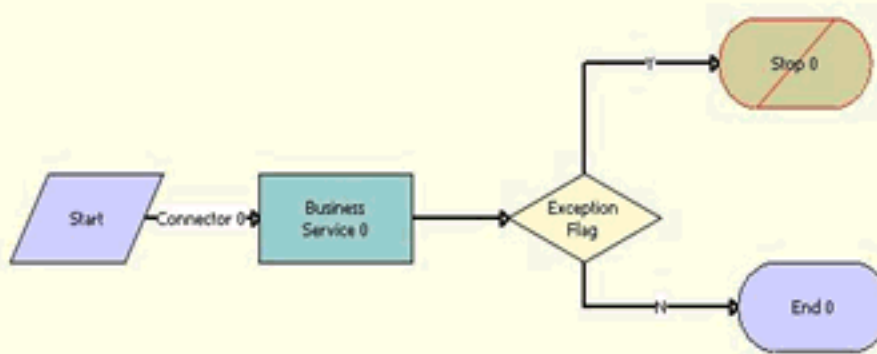 Y
Stop 0
Start
Connector 0
Business
Service 0
Exception
Flag
N
End 0